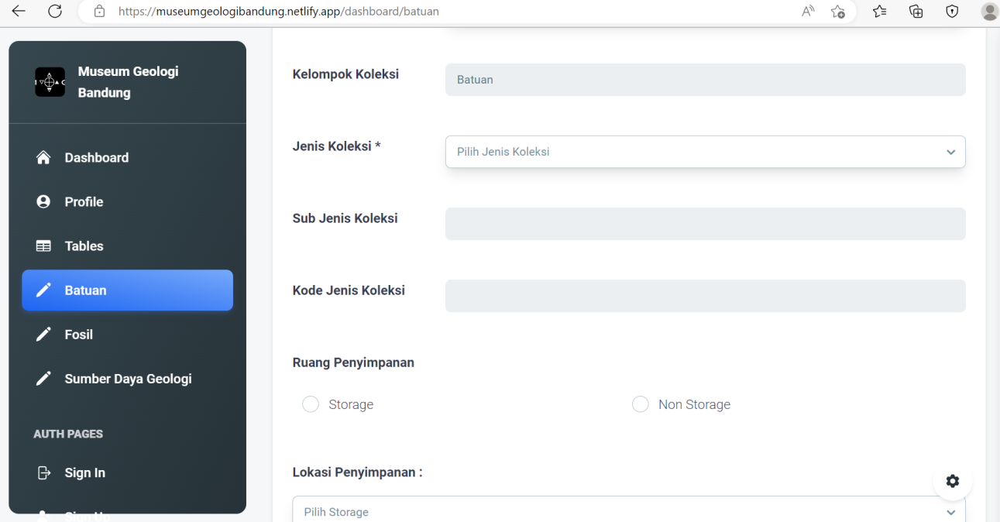 https://museumgeologibandung.netlify.app/dashboard/batuan
Museum Geologi
Bandung
Dashboard
Profile
Tables
Batuan
Fosil
Sumber Daya Geologi
AUTH PAGES
Sign In
Sign Up
Kelompok Koleksi
Batuan
Jenis Koleksi *
Pilih Jenis Koleksi
Sub Jenis Koleksi
Kode Jenis Koleksi
Ruang Penyimpanan
Storage
Non Storage
Lokasi Penyimpanan :
Pilih Storage